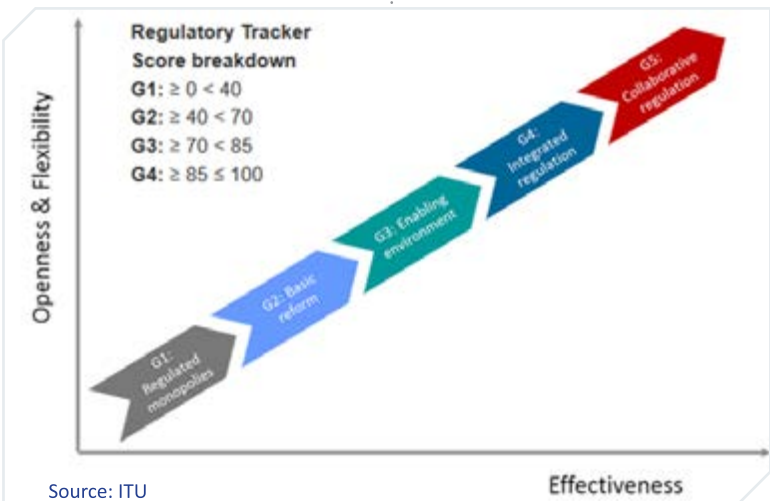 Regulatory Tracker
Score breakdown
G1: ≥ 0 < 40
G2: ≥ 40 < 70
G3: ≥ 70 < 85
G4: ≥ 85 ≤ 100
Openness & Flexibility
G5:
Collaborative
regulation
G4:
Integrated
regulation
G3: Enabling
environment
G2: Basic
reform
G1:
Regulated
monopolies
Effectiveness
Source: ITU